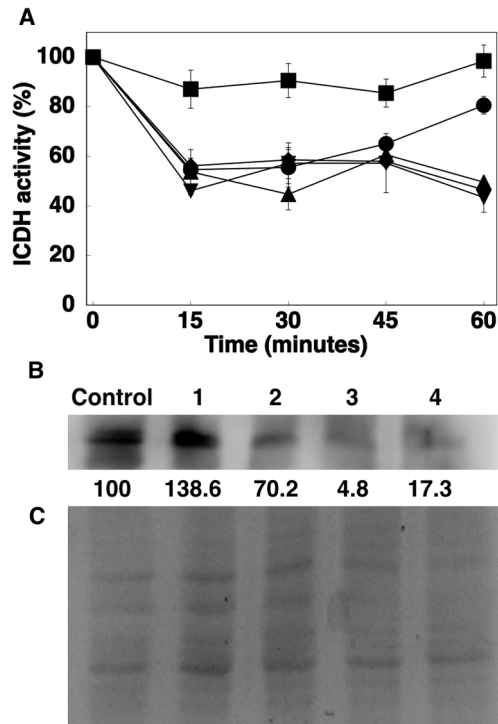 A
ICDH activity (%)
100
80
60
40
20
0
0 15 30 45 60
Time (minutes)
B
Control 1 2 3 4
100 138.6 70.2 4.8 17.3
C